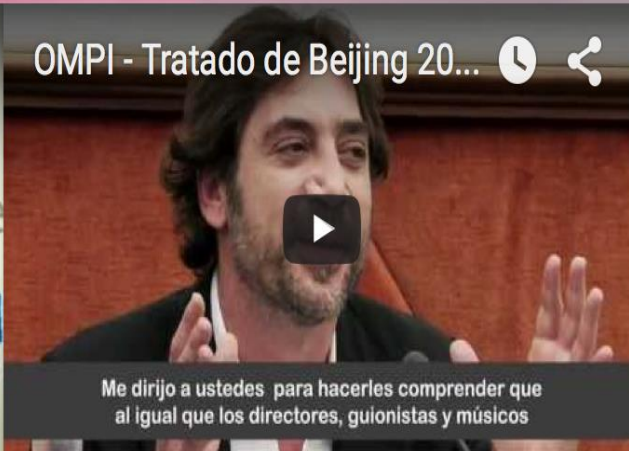 OMPI - Tratado de Beijing 20...
Me dirijo a ustedes para hacerles comprender que
al igual que los directores, guionistas y músicos